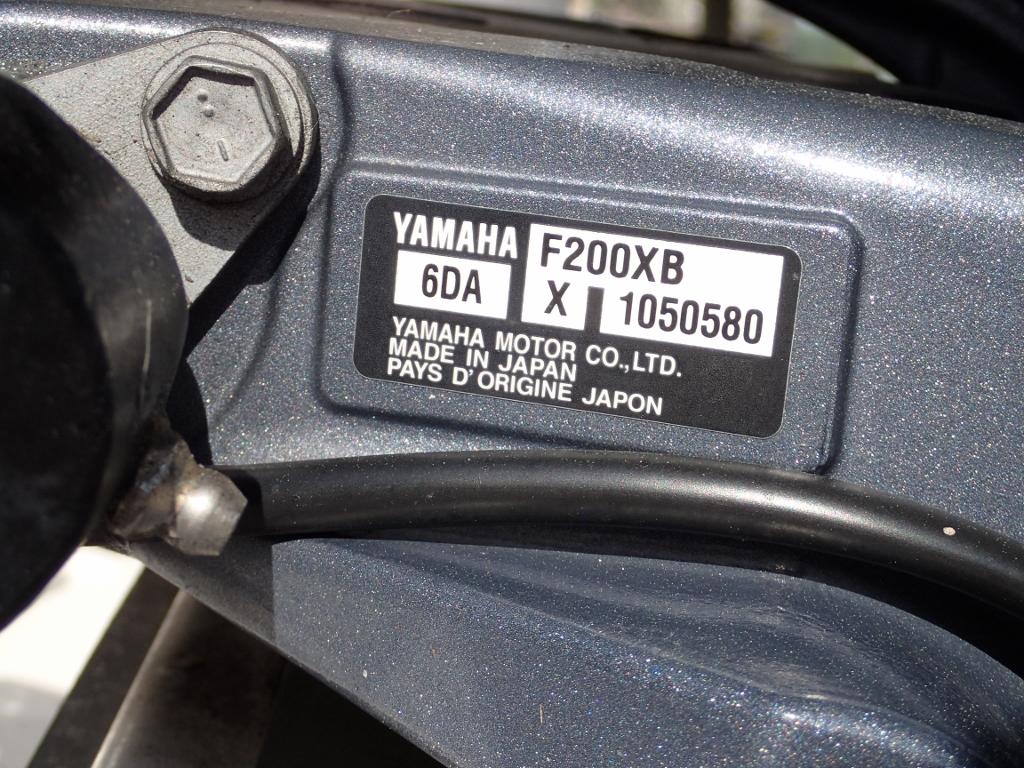 YAMAHA F200XB
6DA X 1050580
YAMAHA MOTOR CO.,LTD.
MADE IN JAPAN
PAYS D'ORIGINE JAPON